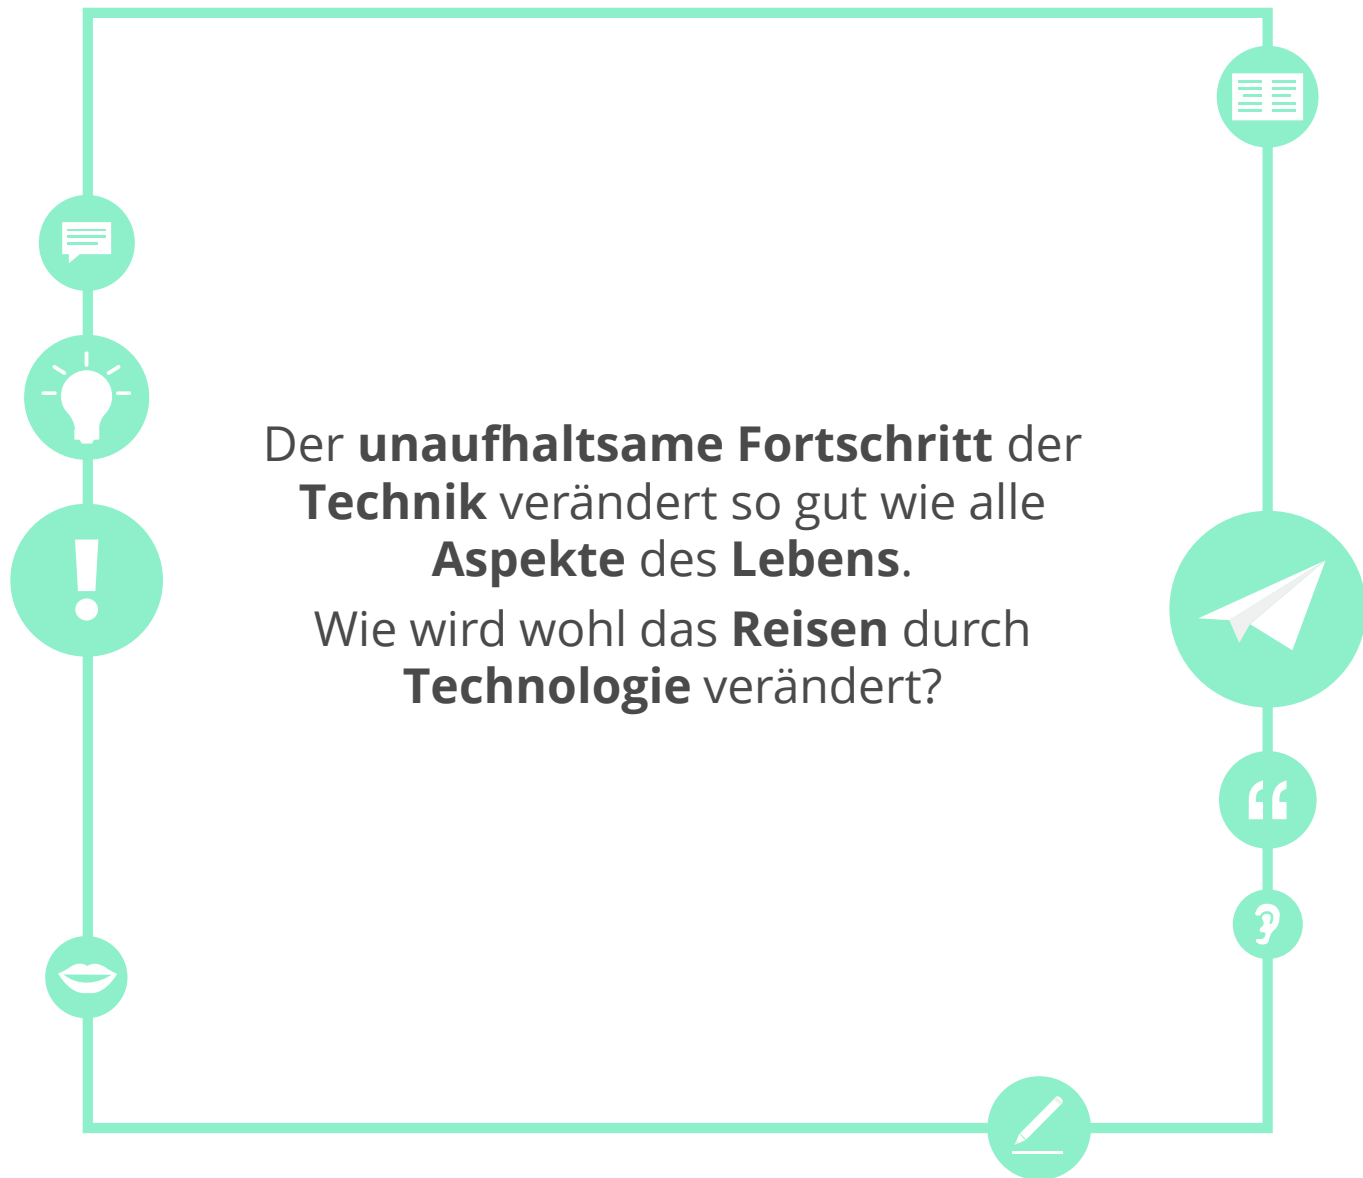 Der unaufhaltsame Fortschritt der
Technik verändert so gut wie alle
Aspekte des Lebens.
Wie wird wohl das Reisen durch
Technologie verändert?